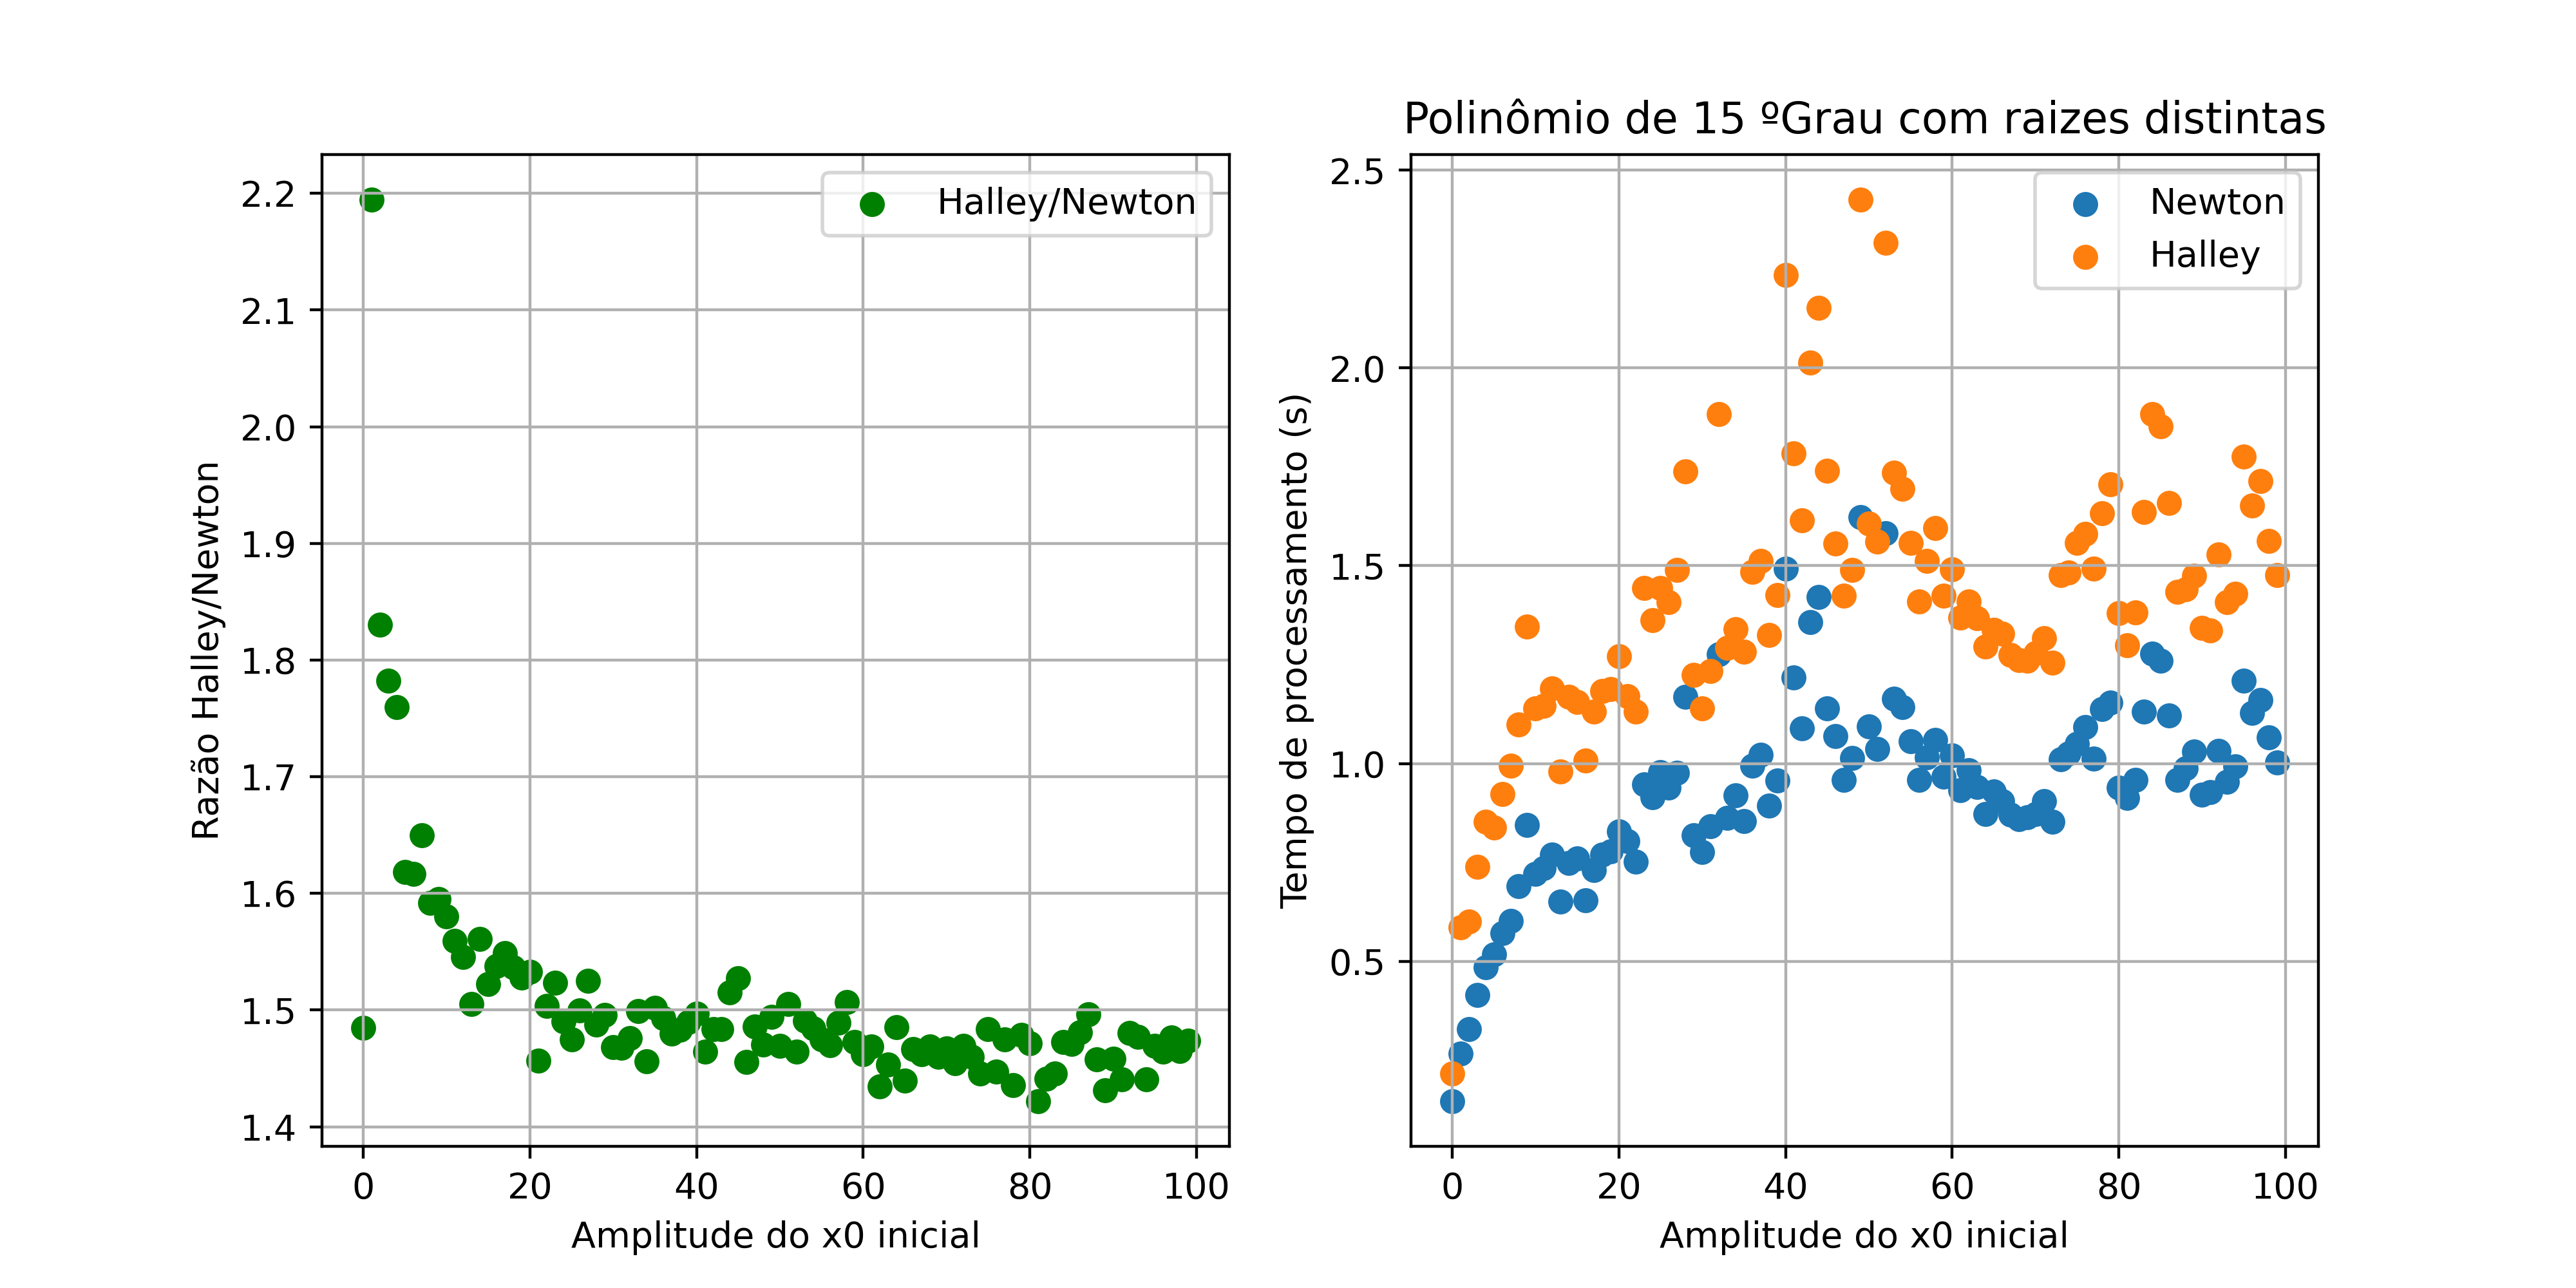 Razão Halley/Newton
2.2
2.1
2.0
1.9
1.8
1.7
1.6
1.5
1.4
0 20 40 60 80 100
Amplitude do x0 inicial
Halley/Newton
Polinômio de 15 ºGrau com raizes distintas
Tempo de processamento (s)
2.5
2.0
1.5
1.0
0.5
0 20 40 60 80 100
Amplitude do x0 inicial
Newton
Halley